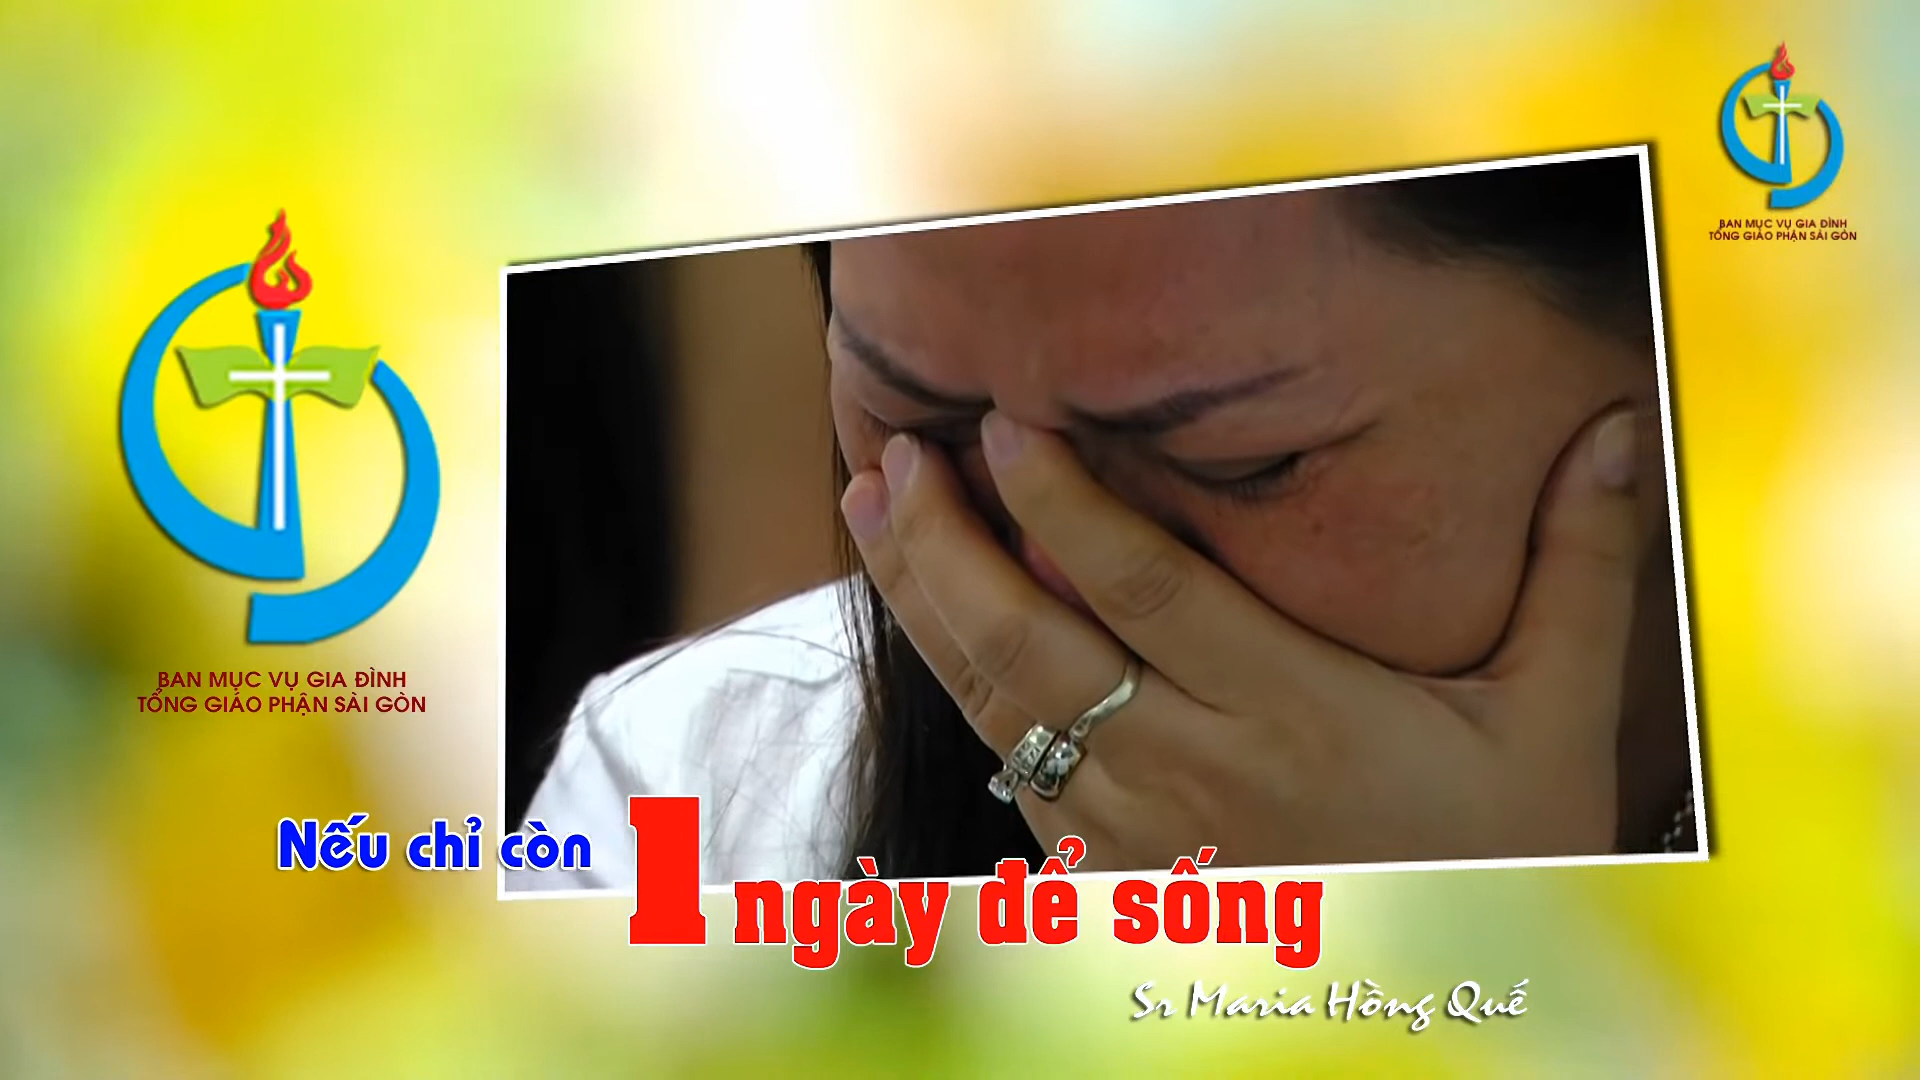 BAN MỤC VỤ GIA ĐÌNH
TỔNG GIÁO PHẬN SÀI GÒN
BAN MỤC VỤ GIA ĐÌNH
TỔNG GIÁO PHẬN SÀI GÒN
Nếu chỉ còn 1 ngày để sống
Sr Maria Hồng Quế